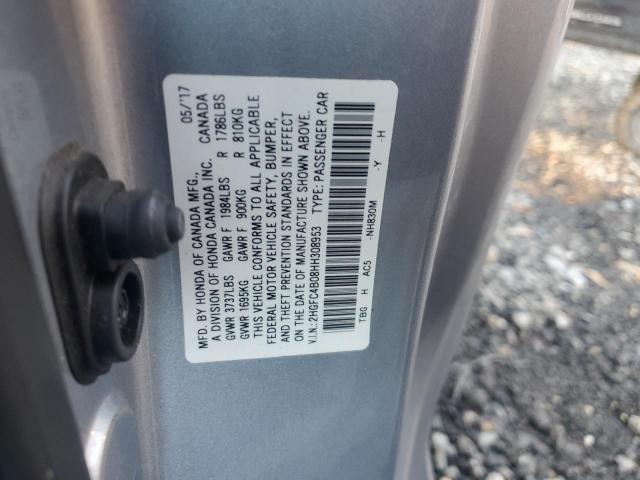 MFD. BY HONDA OF CANADA MFG., 05/'17
A DIVISION OF HONDA CANADA INC. CANADA
GVWR 3737LBS GAWR F 1984LBS R 1786LBS
GVWR 1695KG GAWR F 900KG R 810KG
THIS VEHICLE CONFORMS TO ALL APPLICABLE
FEDERAL MOTOR VEHICLE SAFETY, BUMPER,
AND THEFT PREVENTION STANDARDS IN EFFECT
ON THE DATE OF MANUFACTURE SHOWN ABOVE.
V.I.N.: 2HGFC4B08HH308953 TYPE: PASSENGER CAR
TBG H AC5 -NH830M -Y -H